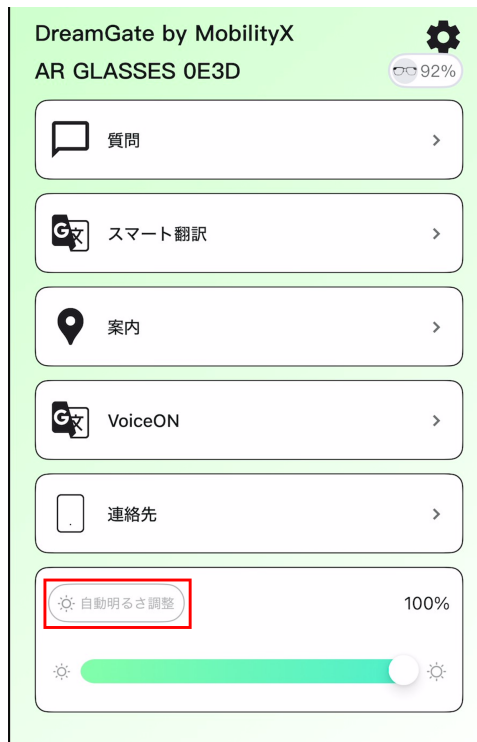 DreamGate by MobilityX
AR GLASSES 0E3D
92%
質問
スマート翻訳
案内
VoiceON
連絡先
自動明るさ調整
100%